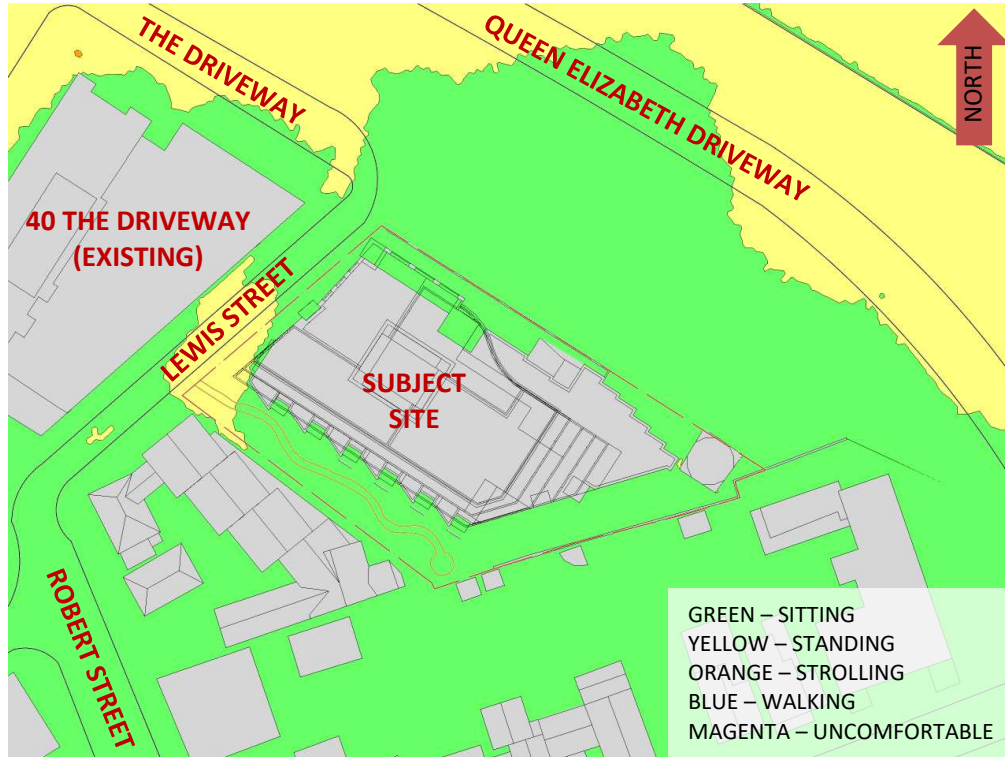 THE DRIVEWAY
QUEEN ELIZABETH DRIVEWAY
NORTH
40 THE DRIVEWAY
(EXISTING)
LEWIS STREET
SUBJECT
SITE
ROBERT STREET
GREEN – SITTING
YELLOW – STANDING
ORANGE – STROLLING
BLUE – WALKING
MAGENTA – UNCOMFORTABLE